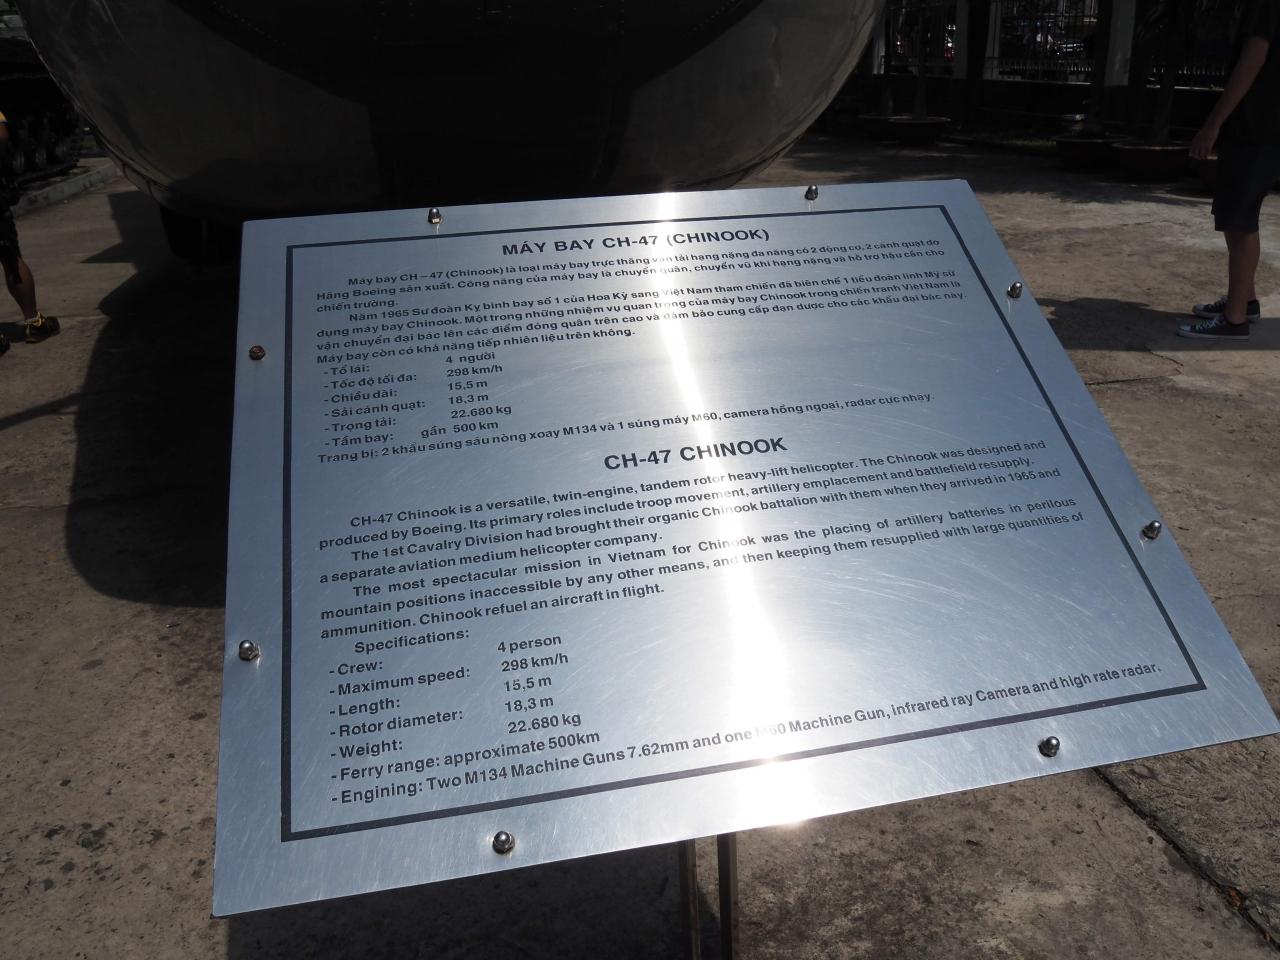 MÁY BAY CH-47 (CHINOOK)
Máy bay CH – 47 (Chinook) là loại máy bay trực thăng vận tải hạng nặng đa năng có 2 động cơ, 2 cánh quạt do
Hãng Boeing sản xuất. Công năng của máy bay là chuyển quân, chuyển vũ khí hạng nặng và hỗ trợ hậu cần cho
chiến trường.
Năm 1965 Sư đoàn Kỵ binh bay số 1 của Hoa Kỳ sang Việt Nam tham chiến đã biên chế 1 tiểu đoàn lính Mỹ sử
dụng máy bay Chinook. Một trong những nhiệm vụ quan trọng của máy bay Chinook trong chiến tranh Việt Nam là
vận chuyển đại bác lên các điểm đóng quân trên cao và đảm bảo cung cấp đạn dược cho các khẩu đại bác này.
Máy bay còn có khả năng tiếp nhiên liệu trên không.
- Tổ lái: 4 người
- Tốc độ tối đa: 298 km/h
- Chiều dài: 15,5 m
- Sải cánh quạt: 18,3 m
- Trọng tải: 22.680 kg
- Tầm bay: gần 500 km
Trang bị: 2 khẩu súng sáu nòng xoay M134 và 1 súng máy M60, camera hồng ngoại, radar cực nhạy.
CH-47 CHINOOK
CH-47 Chinook is a versatile, twin-engine, tandem rotor heavy-lift helicopter. The Chinook was designed and
produced by Boeing. Its primary roles include troop movement, artillery emplacement and battlefield resupply.
The 1st Cavalry Division had brought their organic Chinook battalion with them when they arrived in 1965 and
a separate aviation medium helicopter company.
The most spectacular mission in Vietnam for Chinook was the placing of artillery batteries in perilous
mountain positions inaccessible by any other means, and then keeping them resupplied with large quantities of
ammunition. Chinook refuel an aircraft in flight.
Specifications:
- Crew: 4 person
- Maximum speed: 298 km/h
- Length: 15,5 m
- Rotor diameter: 18,3 m
- Weight: 22.680 kg
- Ferry range: approximate 500km
- Engining: Two M134 Machine Guns 7.62mm and one M60 Machine Gun, infrared ray Camera and high rate radar.